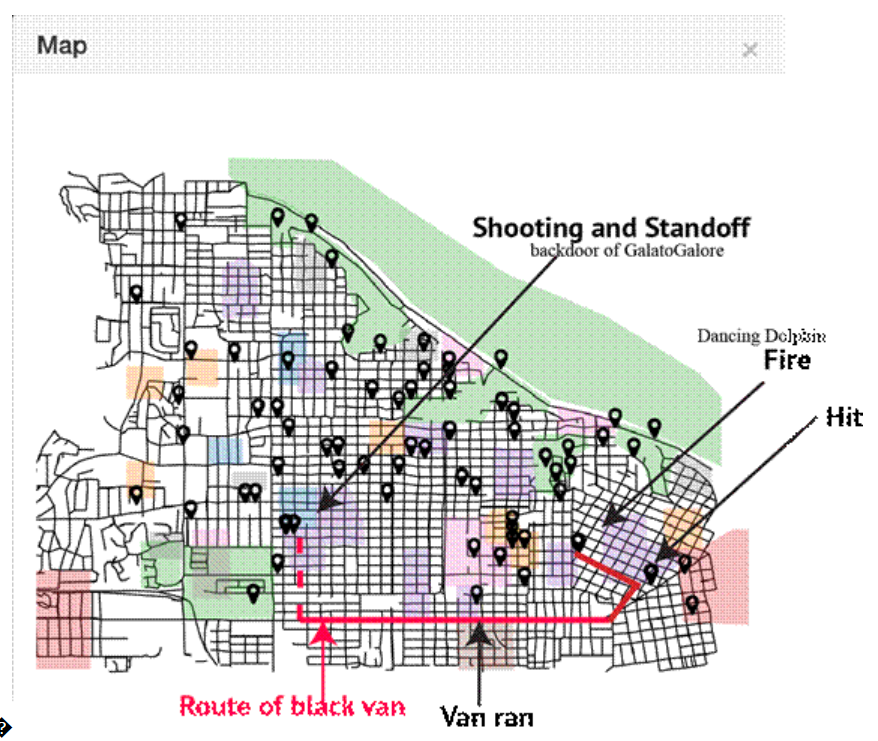 Map
Shooting and Standoff
backdoor of GalatoGalore
Dancing Dolphin
Fire
Hit
Route of black van
Van ran